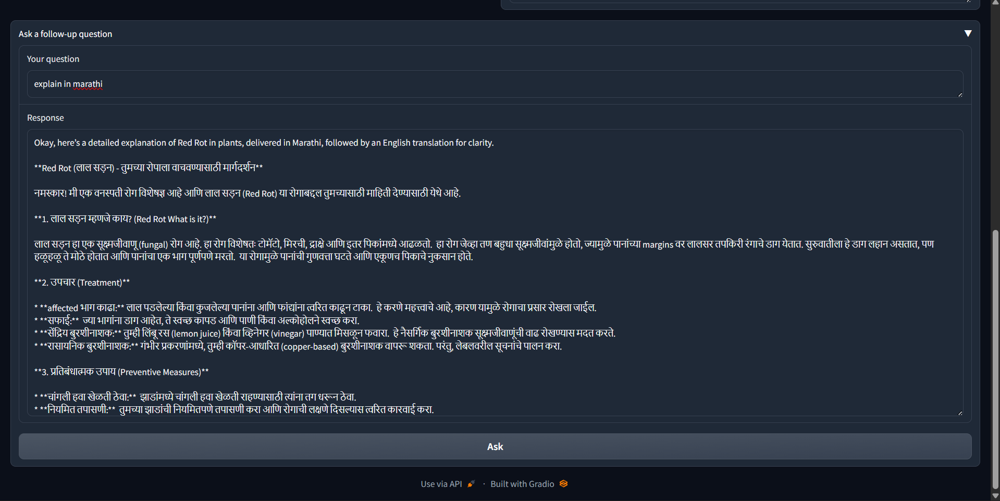 Ask a follow-up question
▼
Your question
explain in marathi
Response
Okay, here's a detailed explanation of Red Rot in plants, delivered in Marathi, followed by an English translation for clarity.
**Red Rot (लाल सड़न) - तुमच्या रोपाला वाचवण्यासाठी मार्गदर्शन**
नमस्कार! मी एक वनस्पती रोग विशेषज्ञ आहे आणि लाल सड़न (Red Rot) या रोगाबद्दल तुमच्यासाठी माहिती देण्यासाठी येथे आहे.
**1. लाल सड़न म्हणजे काय? (Red Rot What is it?)**
लाल सड़न हा एक सूक्ष्मजीवाणू (fungal) रोग आहे. हा रोग विशेषतः टोमॅटो, मिरची, द्राक्षे आणि इतर पिकांमध्ये आढळतो. हा रोग जेव्हा तण बहुधा सूक्ष्मजीवांमुळे होतो, ज्यामुळे पानांच्या margins वर लालसर तपकिरी रंगाचे डाग येतात. सुरुवातीला हे डाग लहान असतात, पण
हळूहळू ते मोठे होतात आणि पानांचा एक भाग पूर्णपणे मरतो. या रोगामुळे पानांची गुणवत्ता घटते आणि एकूणच पिकाचे नुकसान होते.
**2. उपचार (Treatment)**
* **affected भाग काढा:** लाल पडलेल्या किंवा कुजलेल्या पानांना आणि फांद्यांना त्वरित काढून टाका. हे करणे महत्त्वाचे आहे, कारण यामुळे रोगाचा प्रसार रोखला जाईल.
* **सफाई:** ज्या भागांना डाग आहेत, ते स्वच्छ कापड आणि पाणी किंवा अल्कोहोलने स्वच्छ करा.
* **सेंद्रिय बुरशीनाशक:** तुम्ही लिंबू रस (lemon juice) किंवा व्हिनेगर (vinegar) पाण्यात मिसळून फवारा. हे नैसर्गिक बुरशीनाशक सूक्ष्मजीवाणूंची वाढ रोखण्यास मदत करते.
* **रासायनिक बुरशीनाशक:** गंभीर प्रकरणांमध्ये, तुम्ही कॉपर-आधारित (copper-based) बुरशीनाशक वापरू शकता. परंतु, लेबलवरील सूचनांचे पालन करा.
**3. प्रतिबंधात्मक उपाय (Preventive Measures)**
* **चांगली हवा खेळती ठेवा:** झाडांमध्ये चांगली हवा खेळती राहण्यासाठी त्यांना तग धरून ठेवा.
* **नियमित तपासणी:** तुमच्या झाडांची नियमितपणे तपासणी करा आणि रोगाची लक्षणे दिसल्यास त्वरित कारवाई करा.
Ask
Use via API · Built with Gradio